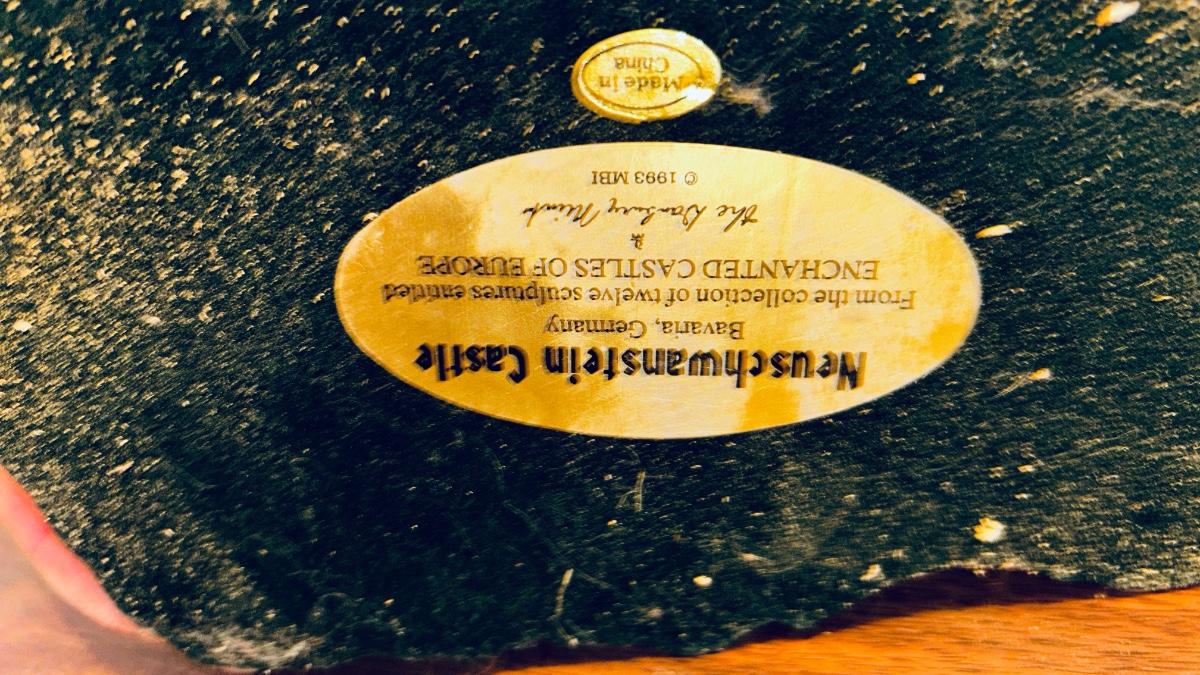 Neuschwanstein Castle
Bavaria, Germany
From the collection of twelve sculptures entitled
ENCHANTED CASTLES OF EUROPE
The Danbury Mint
© 1993 MBI
Made in
China